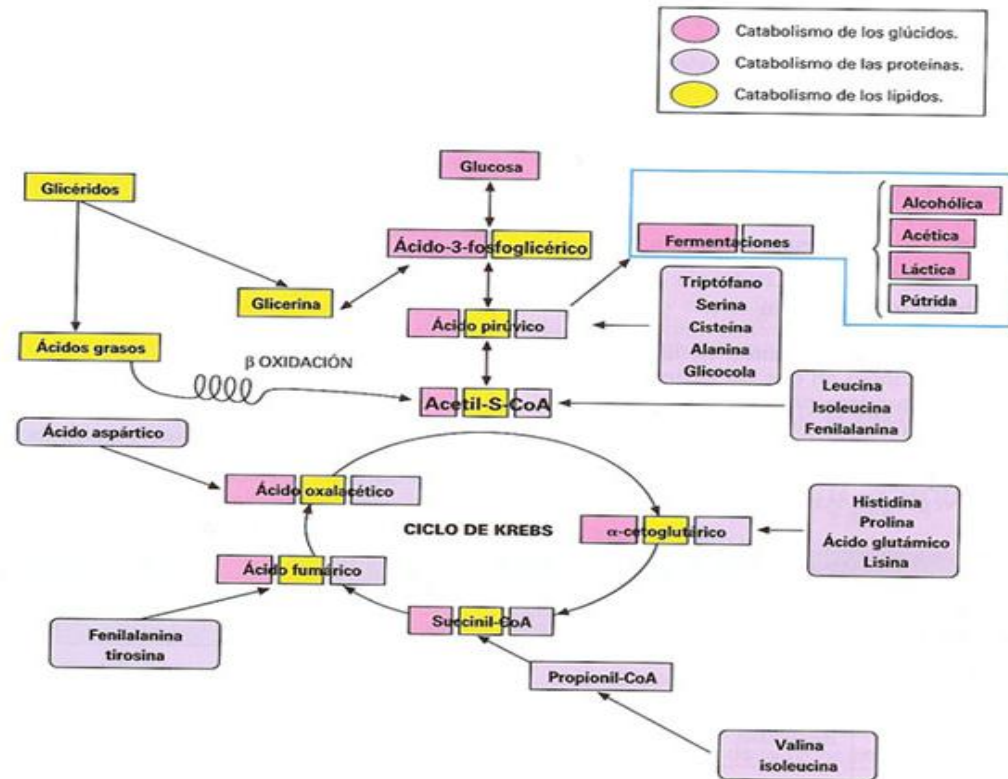 Catabolismo de los glúcidos.
Catabolismo de las proteínas.
Catabolismo de los lípidos.
Glucosa
Glicéridos
Alcohólica
Acética
Láctica
Pútrida
Fermentaciones
Ácido-3-fosfoglicérico
Glicerina
Triptófano
Serina
Cisteína
Alanina
Glicocola
Ácido pirúvico
Ácidos grasos
β OXIDACIÓN
Acetil-S-CoA
Leucina
Isoleucina
Fenilalanina
Ácido aspártico
Ácido oxalacético
CICLO DE KREBS
α-cetoglutárico
Histidina
Prolina
Ácido glutámico
Lisina
Ácido fumárico
Succinil-CoA
Fenilalanina
tirosina
Propionil-CoA
Valina
isoleucina